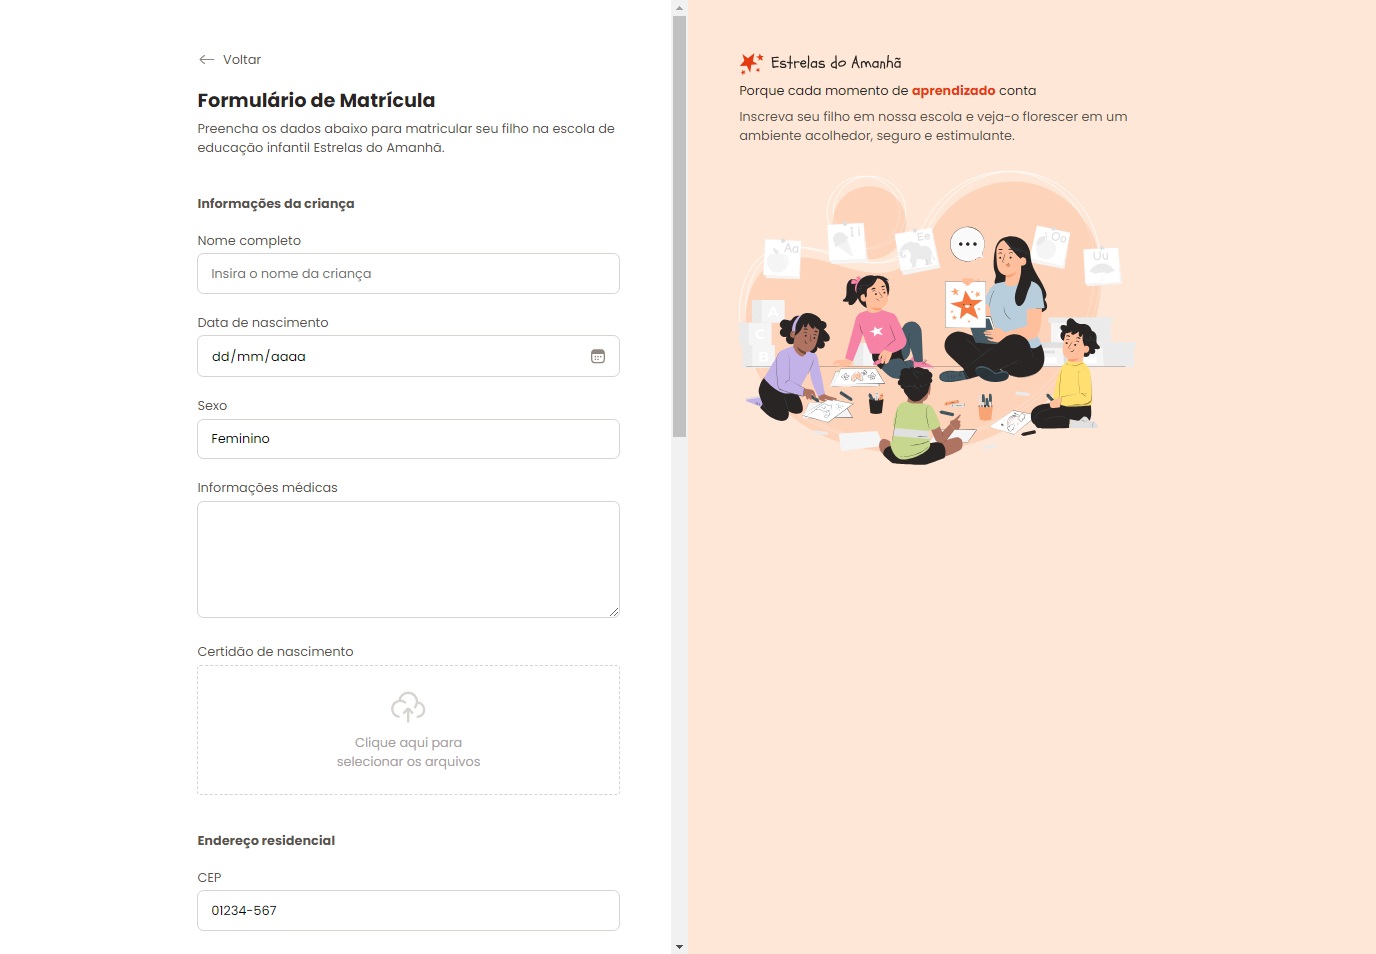 Voltar
Formulário de Matrícula
Preencha os dados abaixo para matricular seu filho na escola de
educação infantil Estrelas do Amanhã.
Informações da criança
Nome completo
Insira o nome da criança
Data de nascimento
dd/mm/aaaa
Sexo
Feminino
Informações médicas
Certidão de nascimento
Clique aqui para
selecionar os arquivos
Endereço residencial
CEP
01234-567
Estrelas do Amanhã
Porque cada momento de aprendizado conta
Inscreva seu filho em nossa escola e veja-o florescer em um
ambiente acolhedor, seguro e estimulante.
Aa
Ii
Ee
Oo
Uu
A
C
B